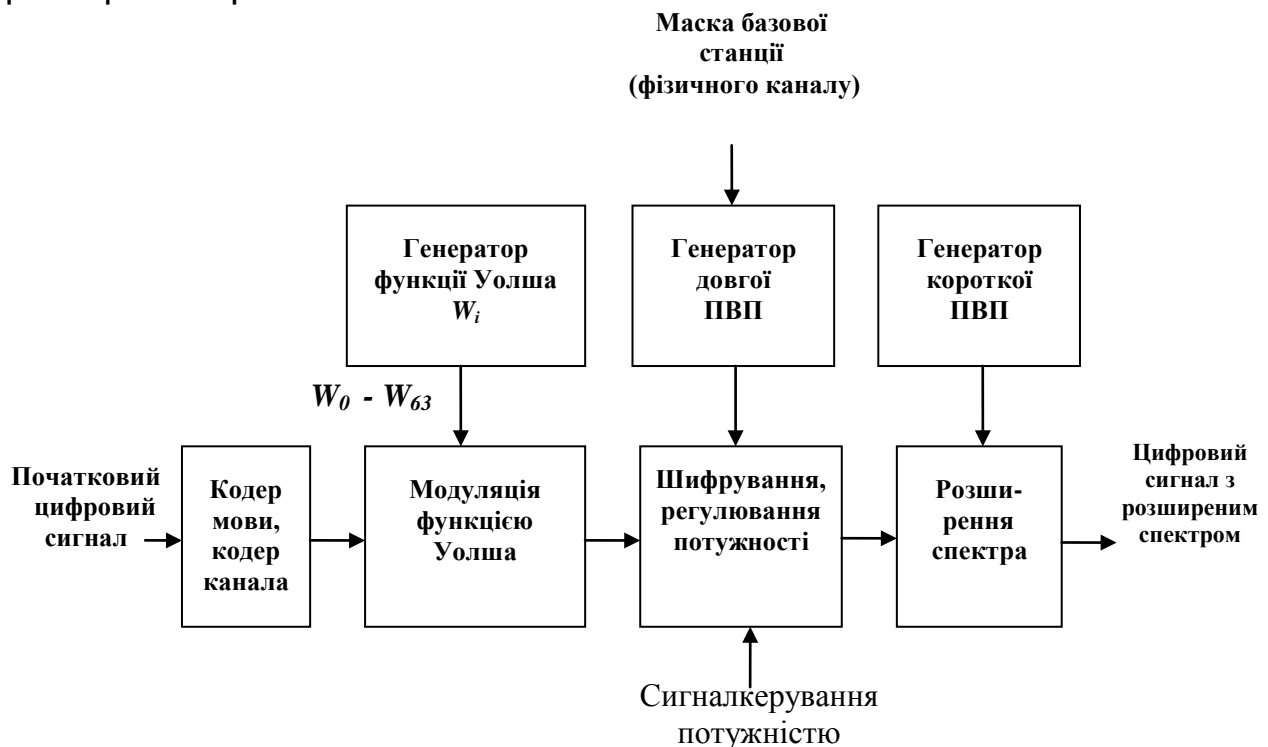 Маска базової
станції
(фізичного каналу)
Генератор
функції Уолша
Wi
Генератор
довгої
ПВП
Генератор
короткої
ПВП
W0 - W63
Початковий
цифровий
сигнал
Кодер
мови,
кодер
канала
Модуляція
функцією
Уолша
Шифрування,
регулювання
потужності
Розши-
рення
спектра
Цифровий
сигнал з
розширеним
спектром
Сигналкерування
потужністю